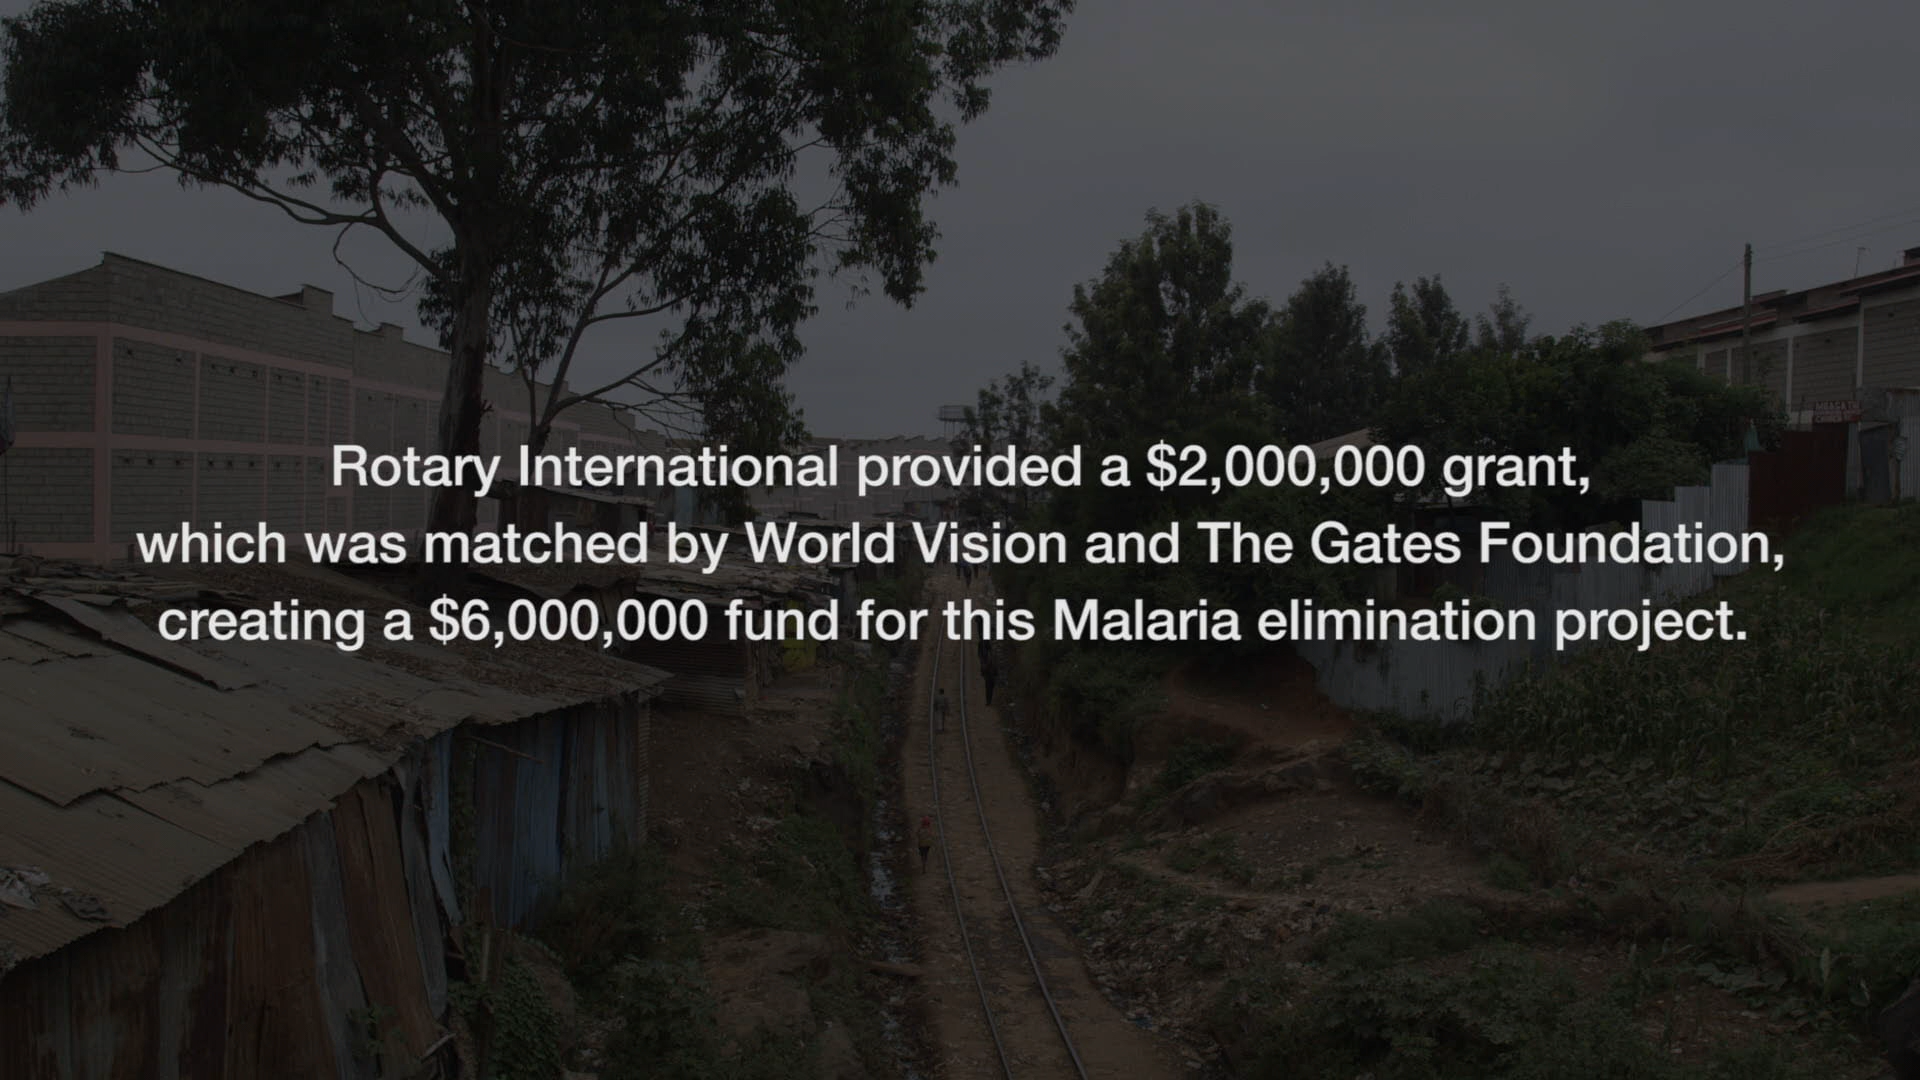 Rotary International provided a $2,000,000 grant,
which was matched by World Vision and The Gates Foundation,
creating a $6,000,000 fund for this Malaria elimination project.